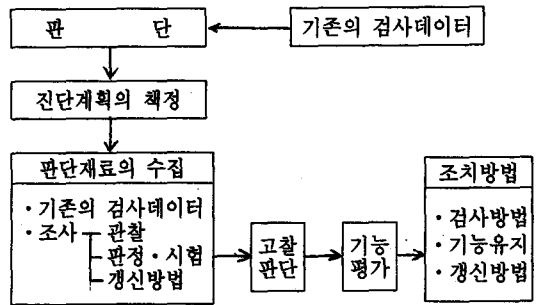 판 단
기존의 검사데이터
진단계획의 책정
판단재료의 수집
・기존의 검사데이터
・조사 관찰
판정・시험
갱신방법
고찰
판단
기능
평가
조치방법
・검사방법
・기능유지
・갱신방법